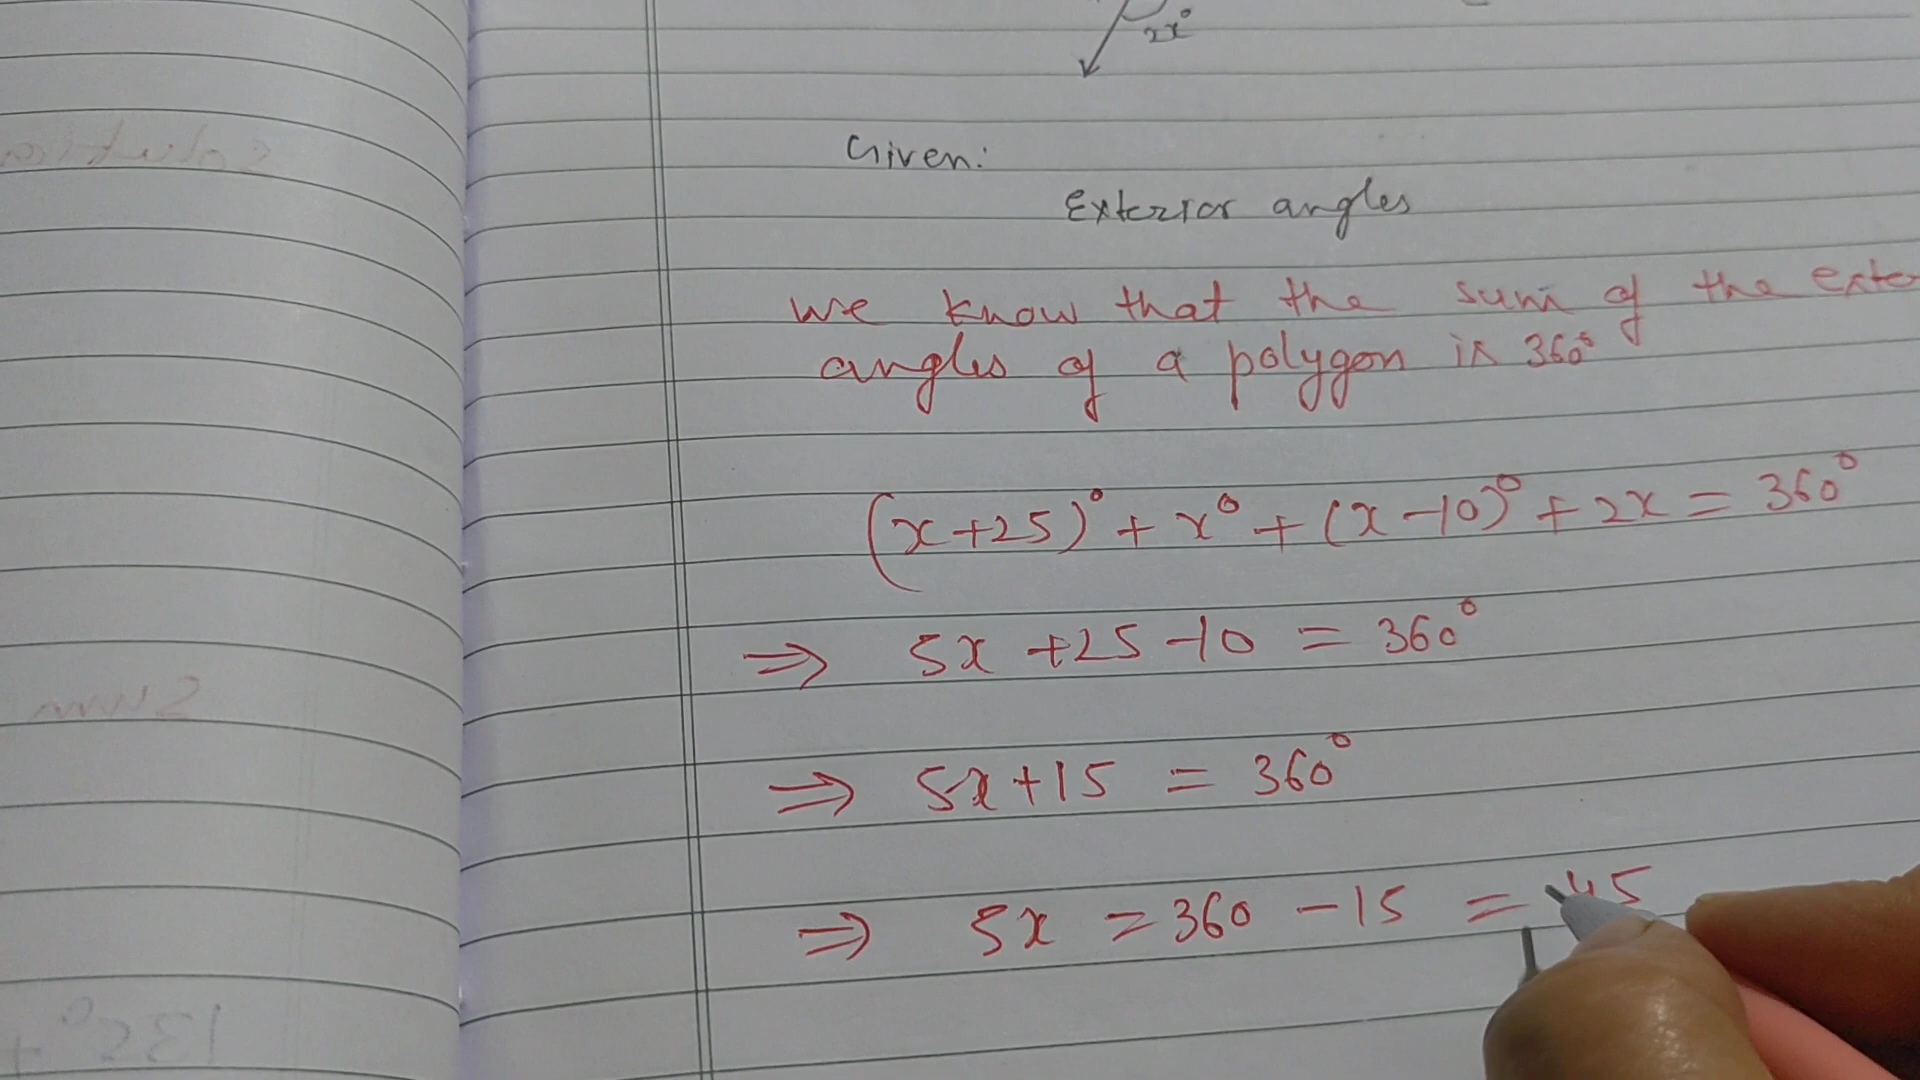 2x°
Given:
Exterior angles
we know that the sum of the exte
angles of a polygon is 360°
(x+25)° + x° + (x-10)° + 2x = 360°
⇒ 5x +25 -10 = 360°
⇒ 5x+15 = 360°
⇒ 5x = 360 - 15 = 45